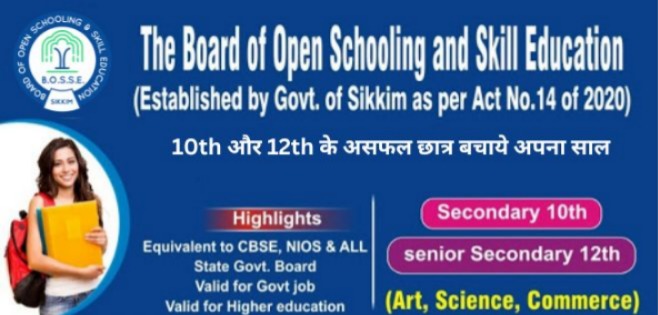 BOARD OF OPEN SCHOOLING & SKILL EDUCATION
B.O.S.S.E.
SIKKIM
The Board of Open Schooling and Skill Education
(Established by Govt. of Sikkim as per Act No.14 of 2020)
10th और 12th के असफल छात्र बचाये अपना साल
Highlights
Equivalent to CBSE, NIOS & ALL
State Govt. Board
Valid for Govt job
Valid for Higher education
Secondary 10th
senior Secondary 12th
(Art, Science, Commerce)